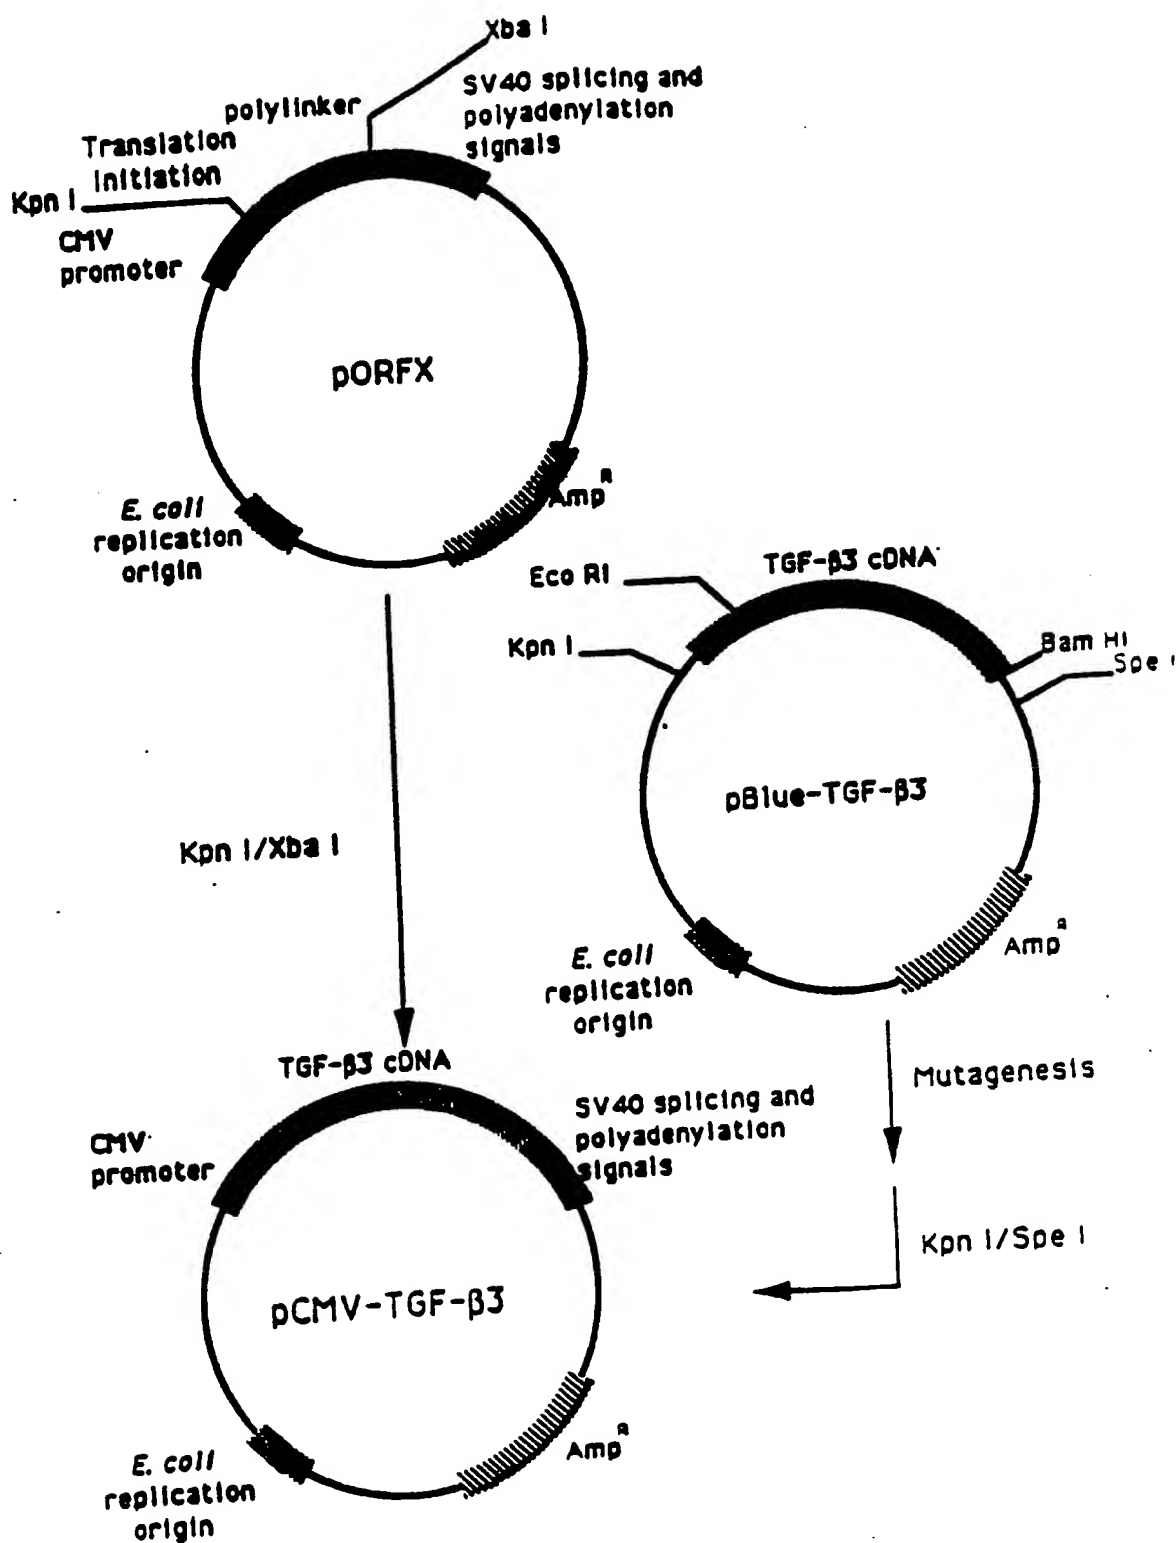 Xba I
SV40 splicing and
polyadenylation
signals
polylinker
Translation
initiation
Kpn I
CMV
promoter
pORFX
Amp R
E. coli
replication
origin
TGF-β3 cDNA
Eco RI
Kpn I
Bam HI
Spe I
pBlue-TGF-β3
Kpn I/Xba I
Amp R
E. coli
replication
origin
Mutagenesis
Kpn I/Spe I
TGF-β3 cDNA
SV40 splicing and
polyadenylation
signals
CMV
promoter
pCMV-TGF-β3
Amp R
E. coli
replication
origin